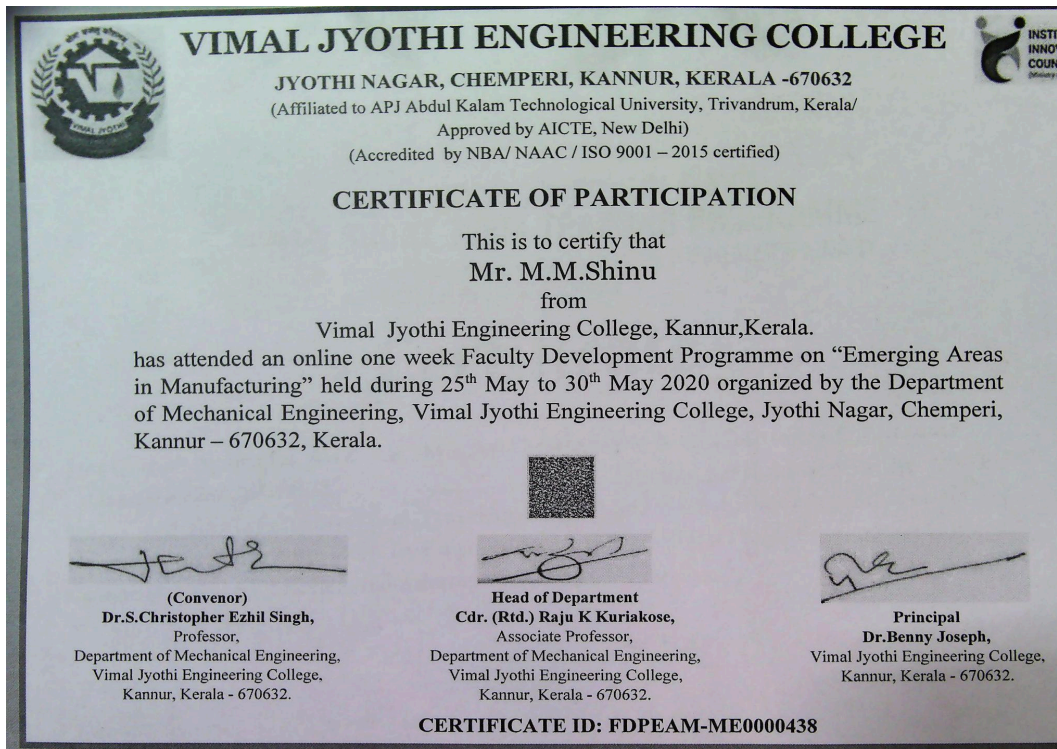 VIMAL JYOTHI ENGINEERING COLLEGE
JYOTHI NAGAR, CHEMPERI, KANNUR, KERALA -670632
(Affiliated to APJ Abdul Kalam Technological University, Trivandrum, Kerala/
Approved by AICTE, New Delhi)
(Accredited by NBA/ NAAC / ISO 9001 – 2015 certified)
VIMAL JYOTHI
INSTI
INNO
COUN
CERTIFICATE OF PARTICIPATION
This is to certify that
Mr. M.M.Shinu
from
Vimal Jyothi Engineering College, Kannur,Kerala.
has attended an online one week Faculty Development Programme on “Emerging Areas
in Manufacturing” held during 25th May to 30th May 2020 organized by the Department
of Mechanical Engineering, Vimal Jyothi Engineering College, Jyothi Nagar, Chemperi,
Kannur – 670632, Kerala.
(Convenor)
Dr.S.Christopher Ezhil Singh,
Professor,
Department of Mechanical Engineering,
Vimal Jyothi Engineering College,
Kannur, Kerala - 670632.
Head of Department
Cdr. (Rtd.) Raju K Kuriakose,
Associate Professor,
Department of Mechanical Engineering,
Vimal Jyothi Engineering College,
Kannur, Kerala - 670632.
Principal
Dr.Benny Joseph,
Vimal Jyothi Engineering College,
Kannur, Kerala - 670632.
CERTIFICATE ID: FDPEAM-ME0000438